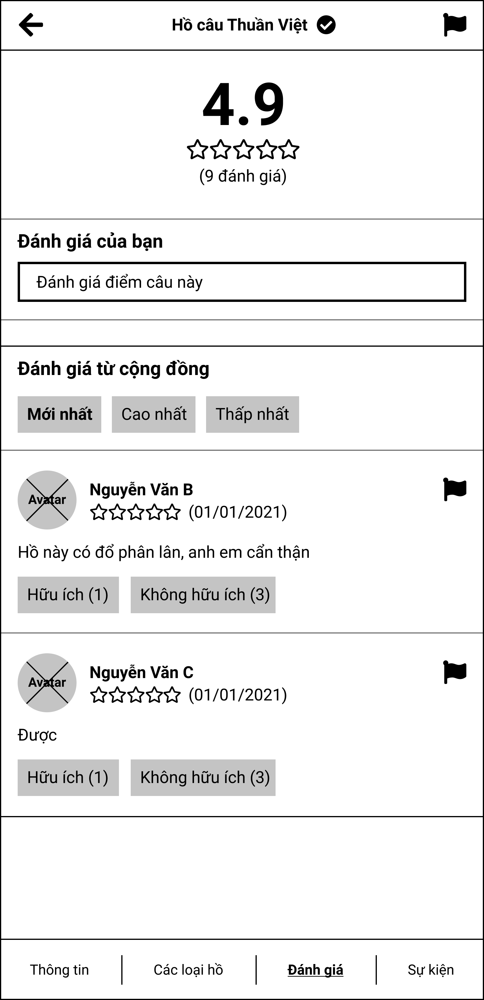 Hồ câu Thuần Việt
4.9
(9 đánh giá)
Đánh giá của bạn
Đánh giá điểm câu này
Đánh giá từ cộng đồng
Mới nhất Cao nhất Thấp nhất
Avatar
Nguyễn Văn B
(01/01/2021)
Hồ này có đổ phân lân, anh em cẩn thận
Hữu ích (1) Không hữu ích (3)
Avatar
Nguyễn Văn C
(01/01/2021)
Được
Hữu ích (1) Không hữu ích (3)
Thông tin Các loại hồ Đánh giá Sự kiện